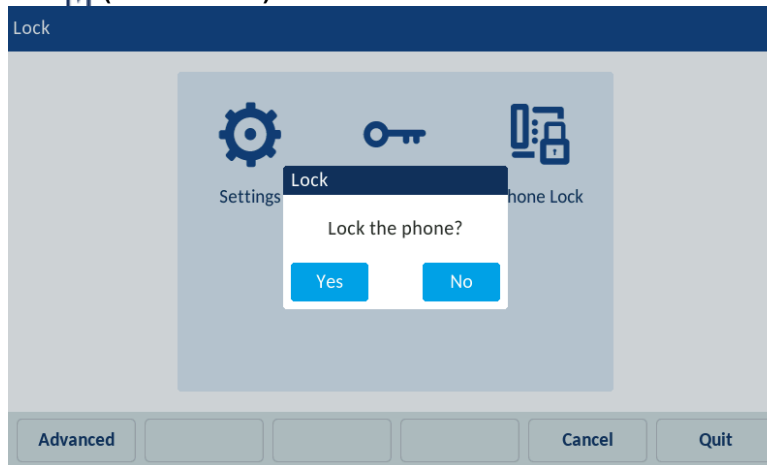 Lock
Settings
hone Lock
Lock
Lock the phone?
Yes No
Advanced Cancel Quit